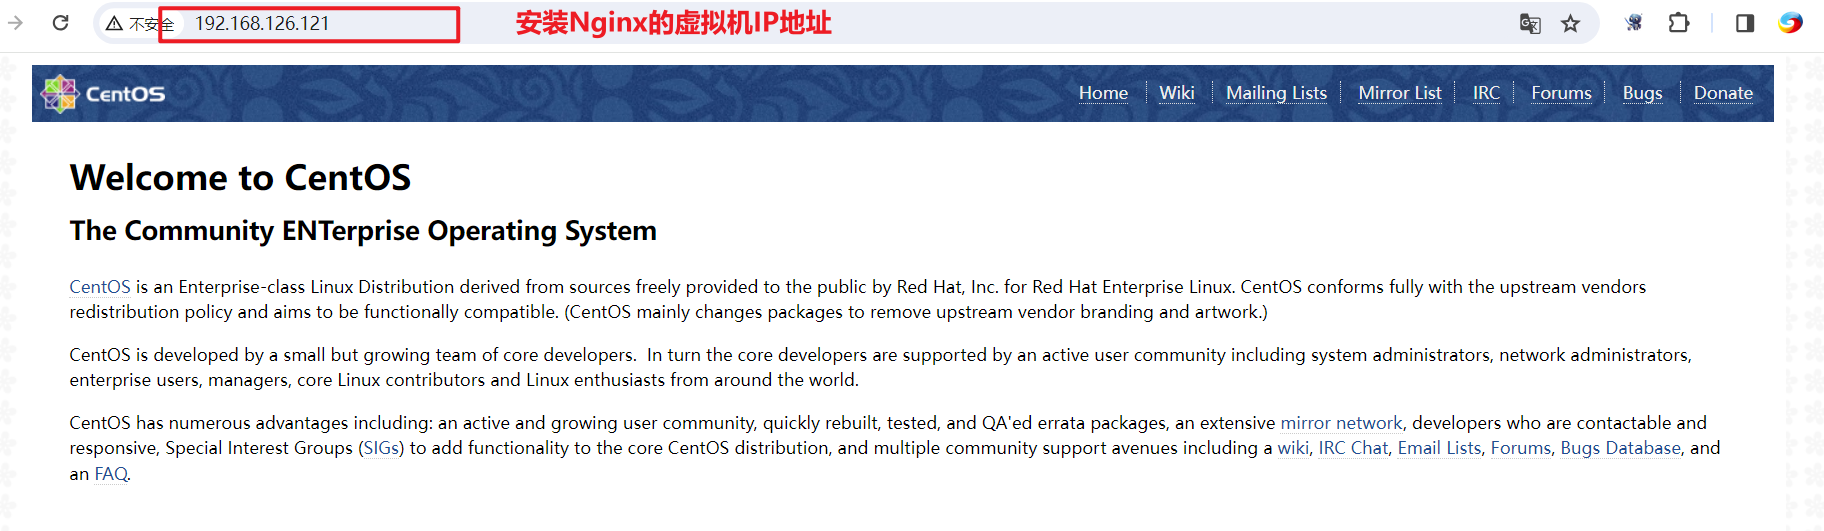 不安全 192.168.126.121 安装Nginx的虚拟机IP地址
CentOS Home Wiki Mailing Lists Mirror List IRC Forums Bugs Donate
Welcome to CentOS
The Community ENTerprise Operating System
CentOS is an Enterprise-class Linux Distribution derived from sources freely provided to the public by Red Hat, Inc. for Red Hat Enterprise Linux. CentOS conforms fully with the upstream vendors
redistribution policy and aims to be functionally compatible. (CentOS mainly changes packages to remove upstream vendor branding and artwork.)
CentOS is developed by a small but growing team of core developers.  In turn the core developers are supported by an active user community including system administrators, network administrators,
enterprise users, managers, core Linux contributors and Linux enthusiasts from around the world.
CentOS has numerous advantages including: an active and growing user community, quickly rebuilt, tested, and QA'ed errata packages, an extensive mirror network, developers who are contactable and
responsive, Special Interest Groups (SIGs) to add functionality to the core CentOS distribution, and multiple community support avenues including a wiki, IRC Chat, Email Lists, Forums, Bugs Database, and
an FAQ.